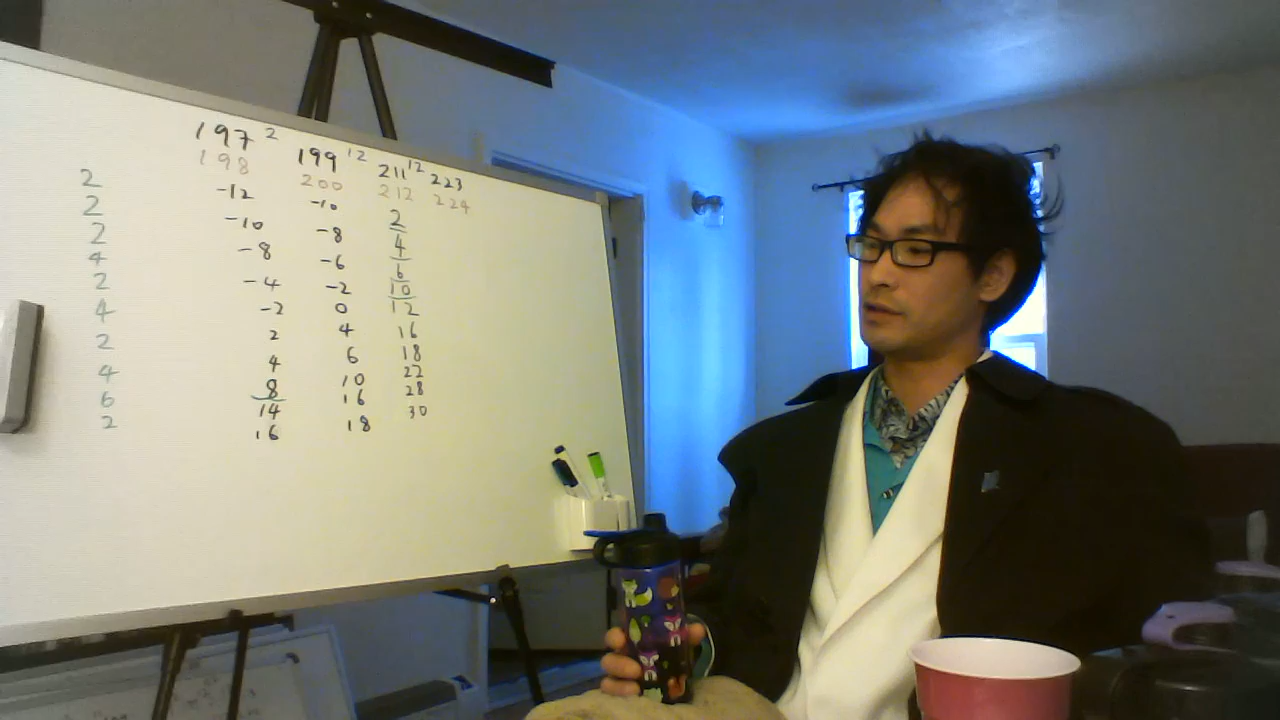 197 2 199 12 211 12 223
198 200 212 224
2 -12 -10 2
2 -10 -8 4
2 -8 -6 6
4 -4 -2 10
2 -2 0 12
4 2 4 16
2 4 6 18
4 8 10 22
6 14 16 28
2 16 18 30